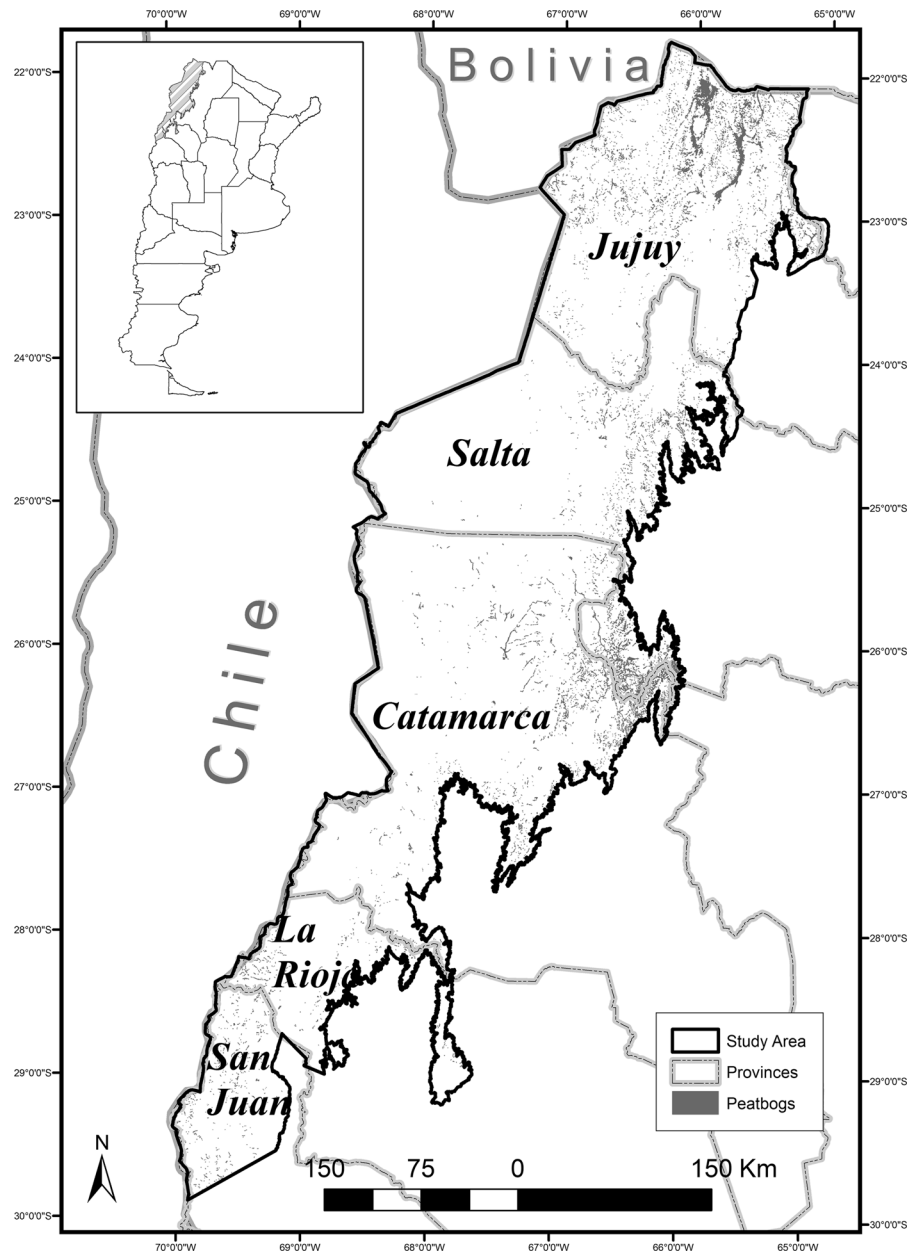 70°0'0"W 69°0'0"W 68°0'0"W 67°0'0"W 66°0'0"W 65°0'0"W
Bolivia
22°0'0"S 22°0'0"S
23°0'0"S 23°0'0"S
Jujuy
24°0'0"S 24°0'0"S
Salta
25°0'0"S 25°0'0"S
Chile
26°0'0"S 26°0'0"S
Catamarca
27°0'0"S 27°0'0"S
28°0'0"S 28°0'0"S
La
Rioja
San
Juan
29°0'0"S 29°0'0"S
Study Area
Provinces
Peatbogs
N
150 75 0 150 Km
30°0'0"S 30°0'0"S
70°0'0"W 69°0'0"W 68°0'0"W 67°0'0"W 66°0'0"W 65°0'0"W